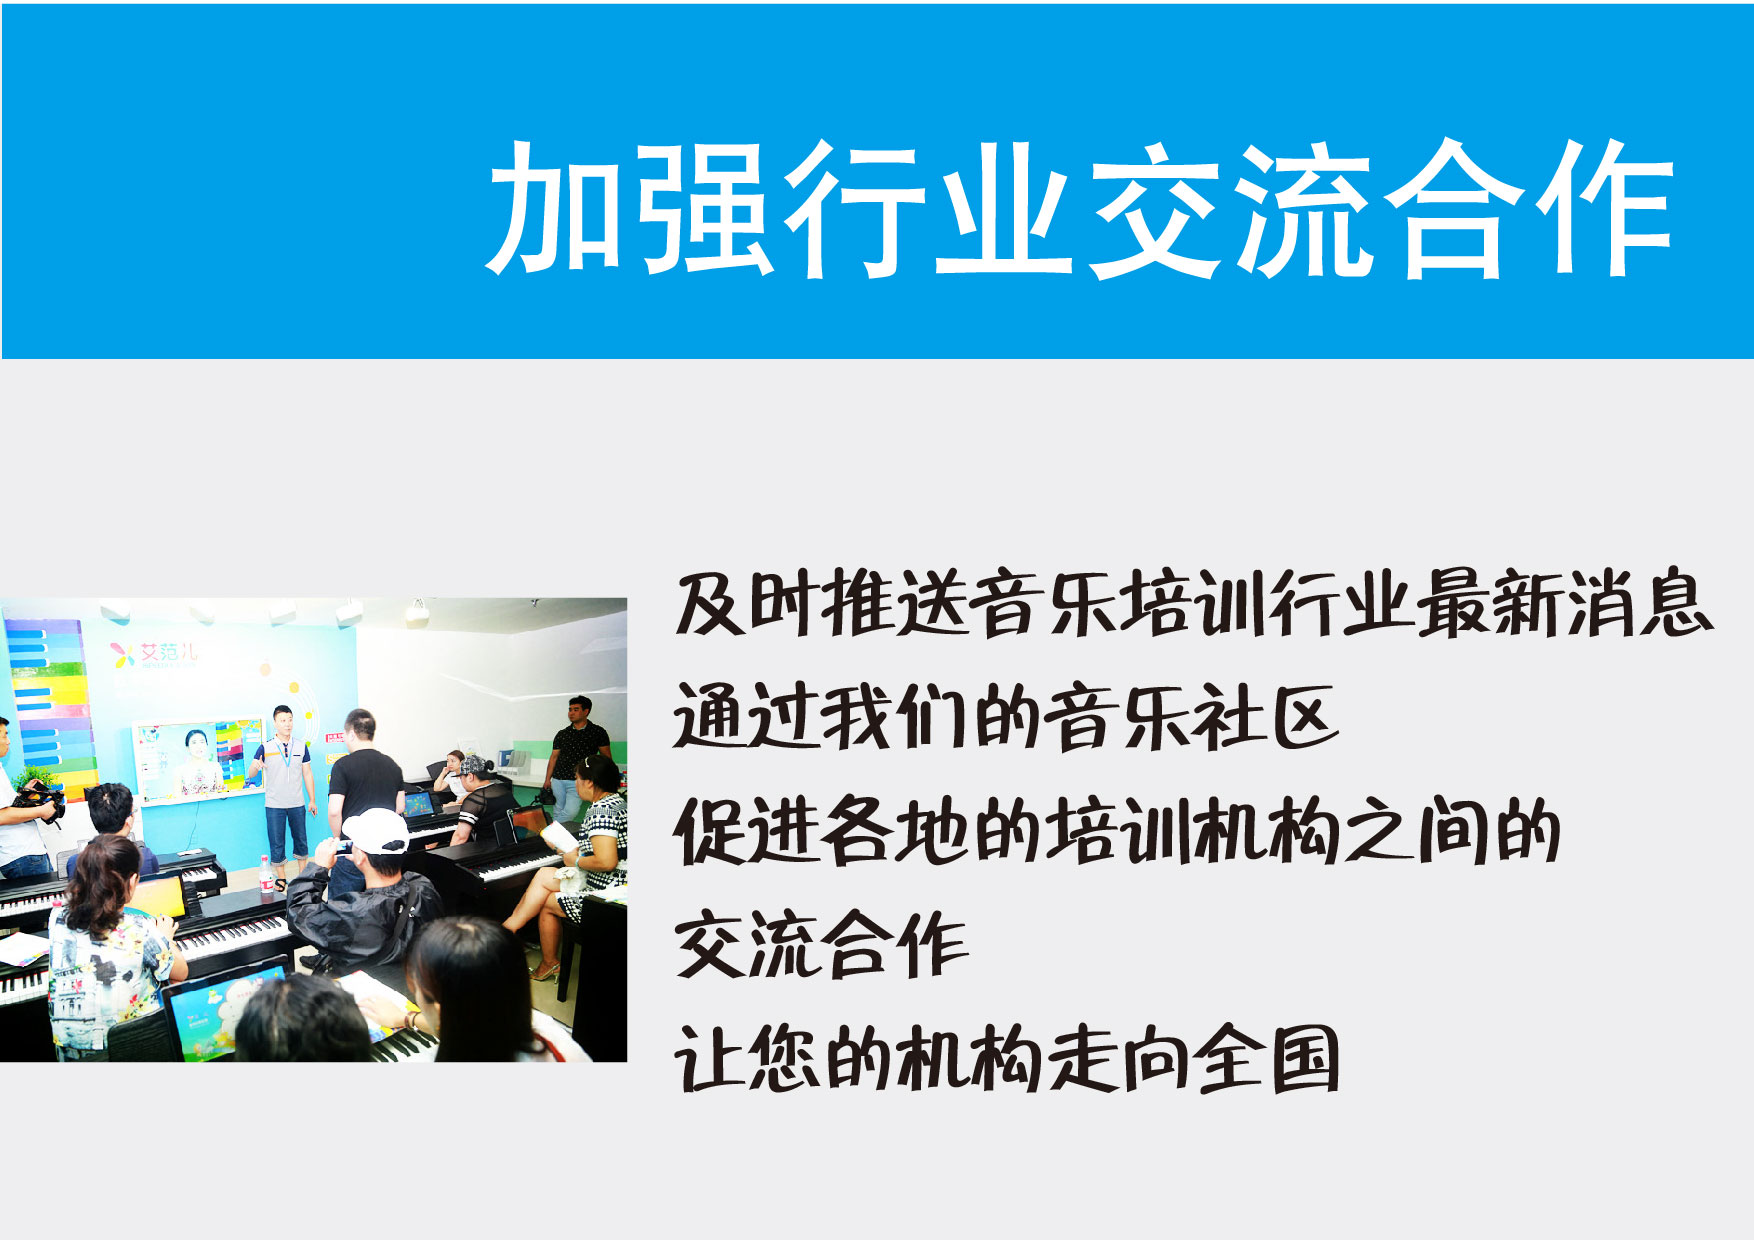 加强行业交流合作
艾范儿
及时推送音乐培训行业最新消息
通过我们的音乐社区
促进各地的培训机构之间的
交流合作
让您的机构走向全国